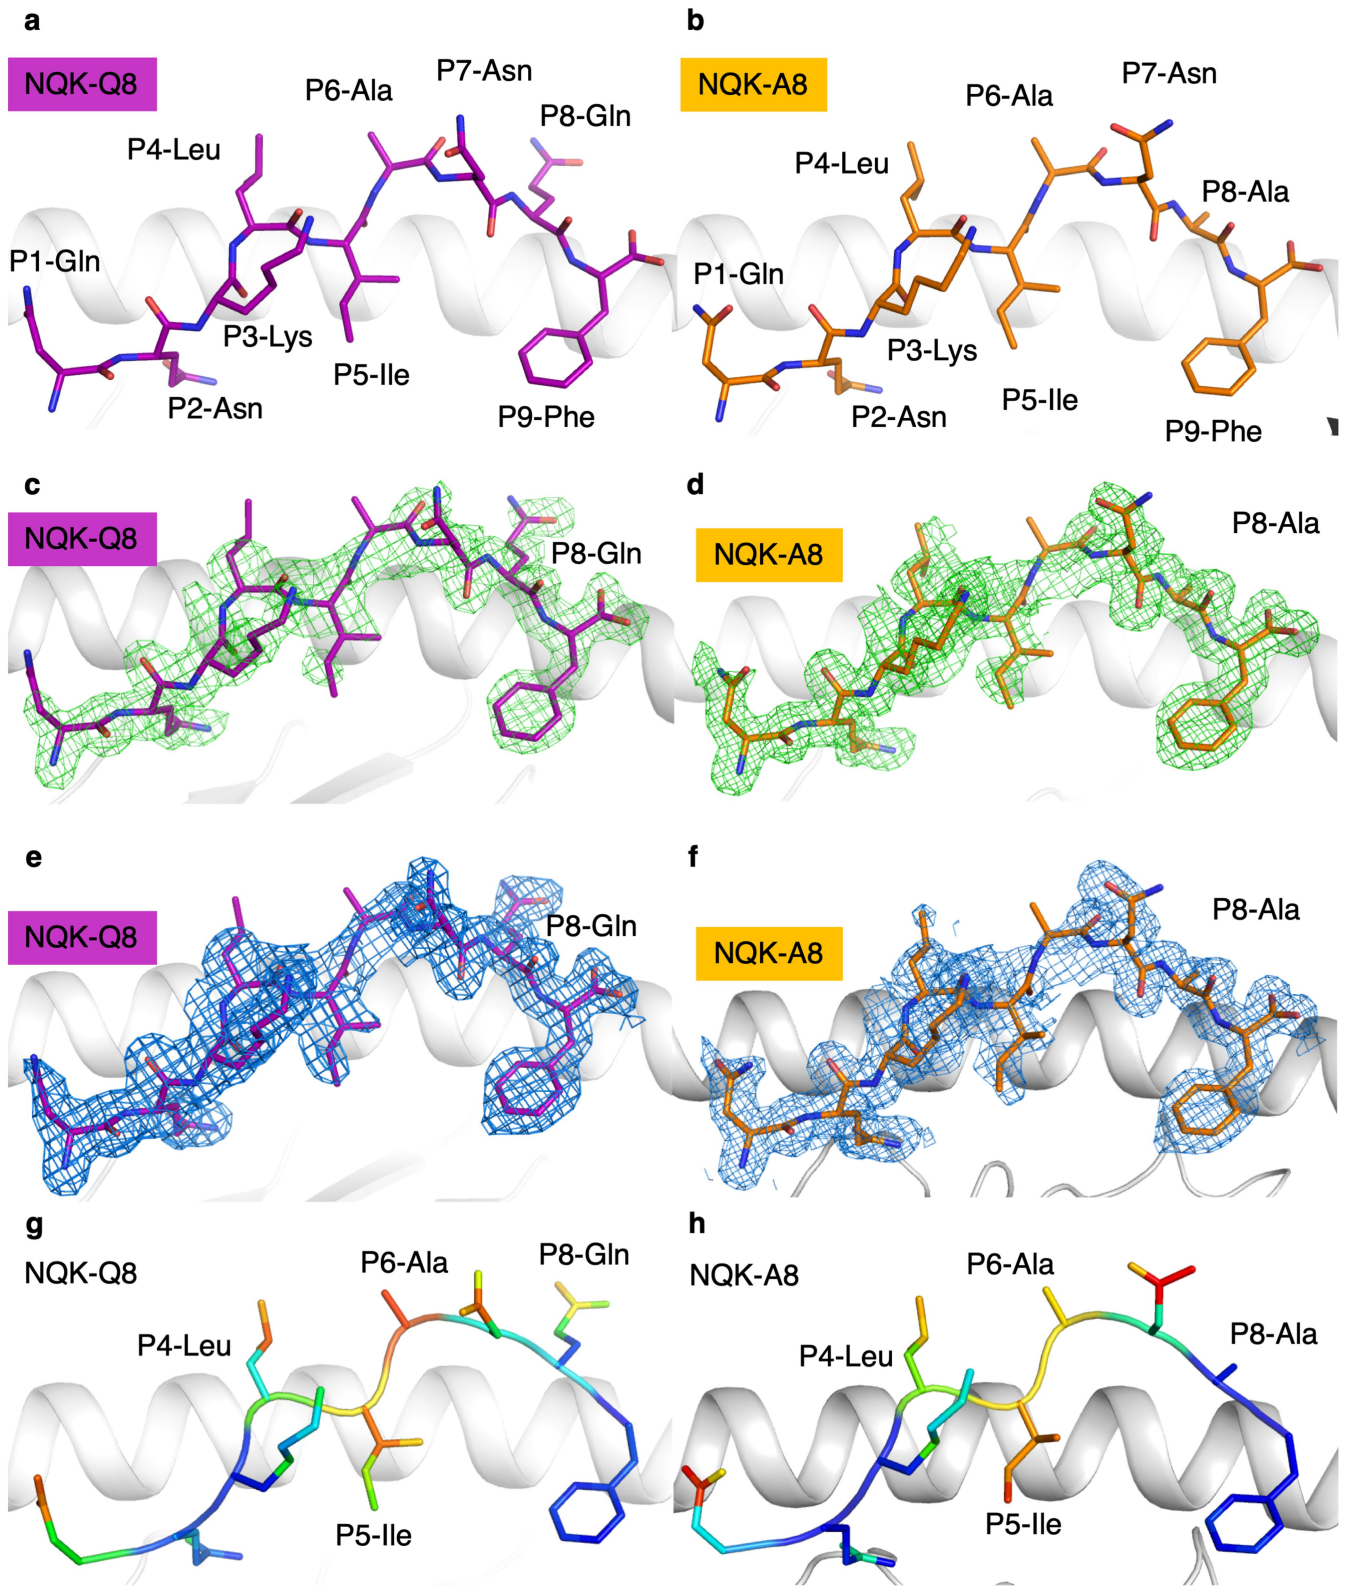 a
NQK-Q8
P1-Gln
P2-Asn
P3-Lys
P4-Leu
P5-Ile
P6-Ala
P7-Asn
P8-Gln
P9-Phe
b
NQK-A8
P1-Gln
P2-Asn
P3-Lys
P4-Leu
P5-Ile
P6-Ala
P7-Asn
P8-Ala
P9-Phe
c
NQK-Q8
P8-Gln
d
NQK-A8
P8-Ala
e
NQK-Q8
P8-Gln
f
NQK-A8
P8-Ala
g
NQK-Q8
P4-Leu
P6-Ala
P8-Gln
P5-Ile
h
NQK-A8
P4-Leu
P6-Ala
P8-Ala
P5-Ile